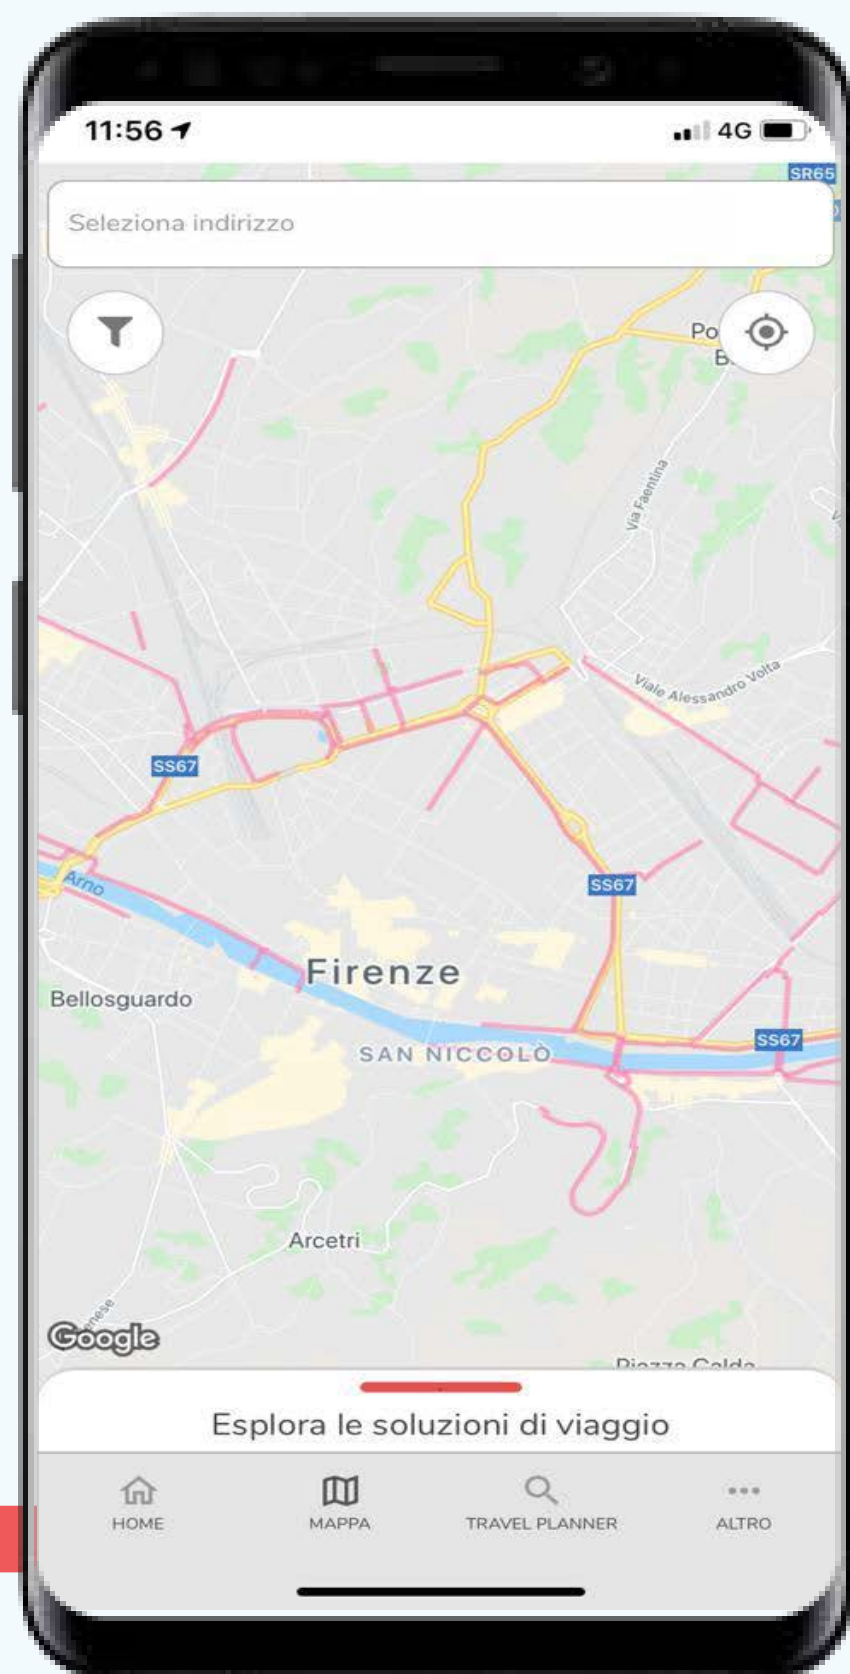 11:56
4G
SR65
Seleziona indirizzo
Po
B
Via Faentina
Viale Alessandro Volta
SS67
Arno
SS67
Firenze
Bellosguardo
SS67
SAN NICCOLÒ
Arcetri
Google
Esplora le soluzioni di viaggio
HOME
MAPPA
TRAVEL PLANNER
ALTRO